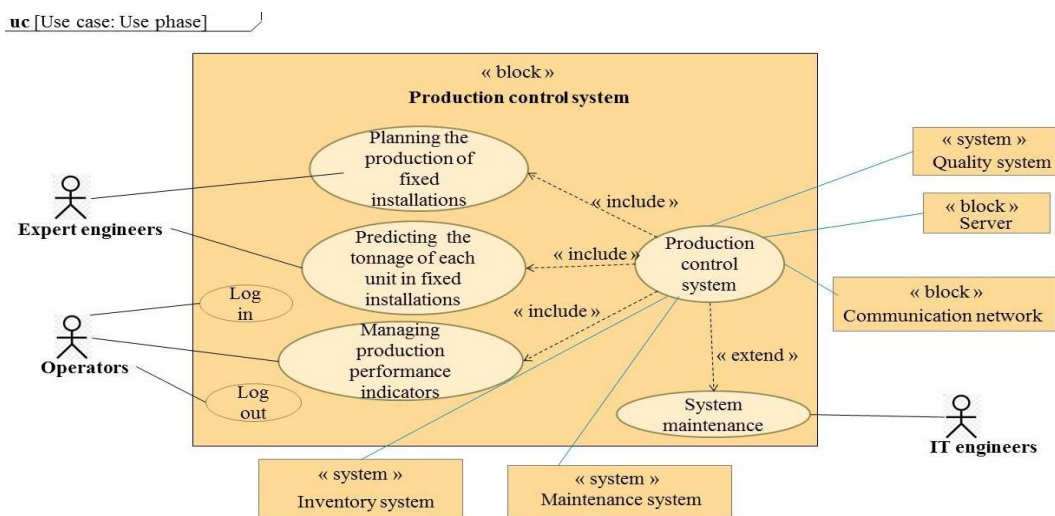 uc [Use case: Use phase]
« block »
Production control system
Planning the
production of
fixed
installations
« include »
Predicting the
tonnage of each
unit in fixed
installations
« include »
Production
control
system
« include »
Managing
production
performance
indicators
« extend »
System
maintenance
Log
in
Log
out
Expert engineers
Operators
IT engineers
« system »
Quality system
« block »
Server
« block »
Communication network
« system »
Inventory system
« system »
Maintenance system